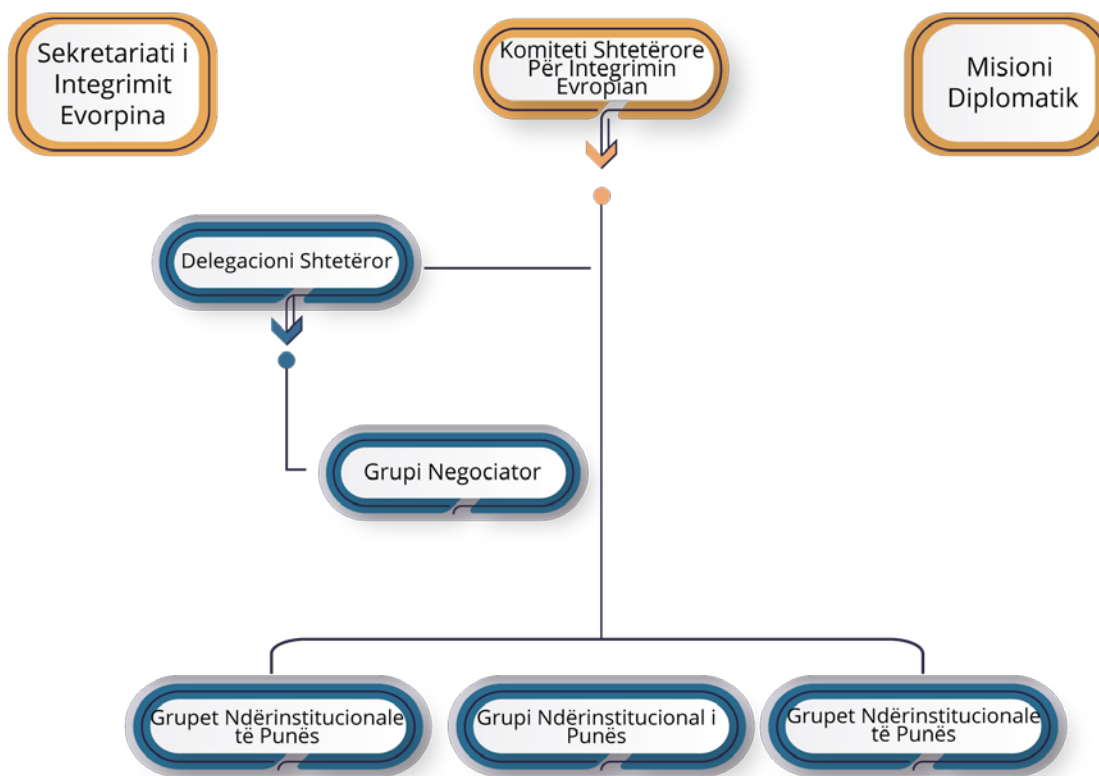 Sekretariati i
Integrimit
Evorpina
Komiteti Shtetërore
Për Integrimin
Evropian
Misioni
Diplomatik
Delegacioni Shtetëror
Grupi Negociator
Grupet Ndërinstitucionale
të Punës
Grupi Ndërinstitucional i
Punës
Grupet Ndërinstitucionale
të Punës